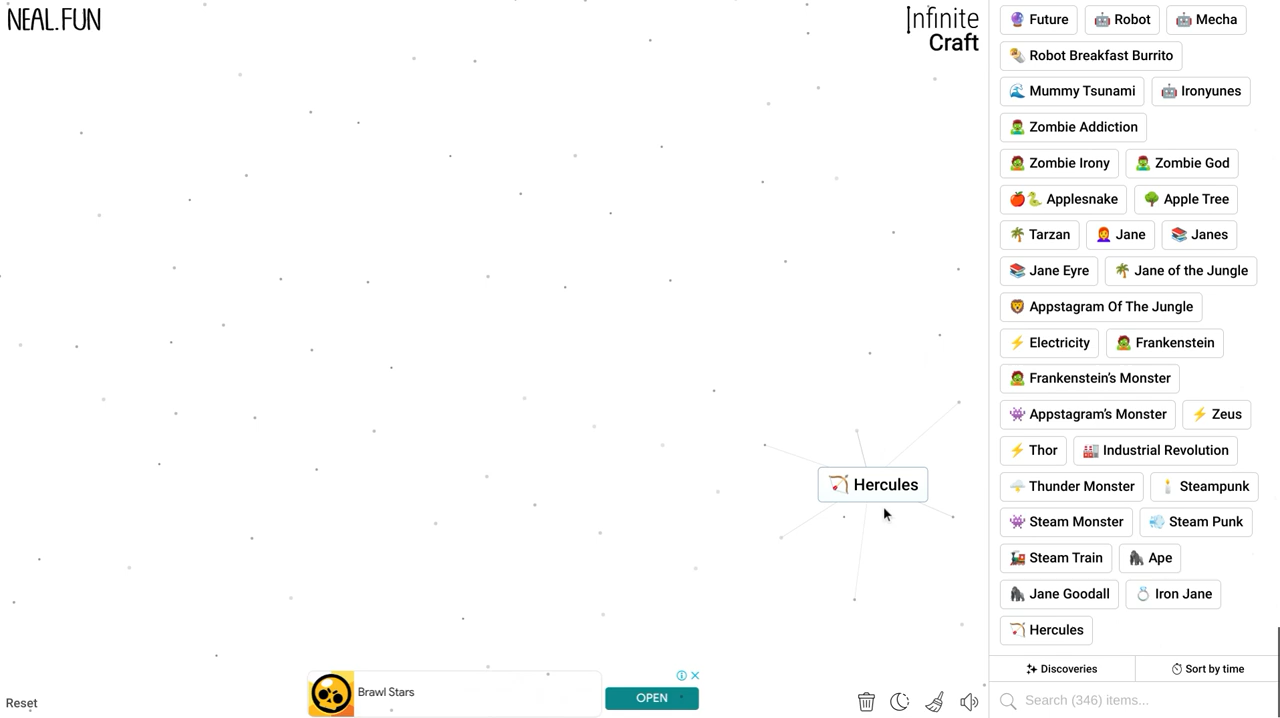 NEAL.FUN
Infinite
Craft
Hercules
Brawl Stars
OPEN
Reset
Future Robot Mecha
Robot Breakfast Burrito
Mummy Tsunami Ironyunes
Zombie Addiction
Zombie Irony Zombie God
Applesnake Apple Tree
Tarzan Jane Janes
Jane Eyre Jane of the Jungle
Appstagram Of The Jungle
Electricity Frankenstein
Frankenstein’s Monster
Appstagram’s Monster Zeus
Thor Industrial Revolution
Thunder Monster Steampunk
Steam Monster Steam Punk
Steam Train Ape
Jane Goodall Iron Jane
Hercules
Discoveries Sort by time
Search (346) items...